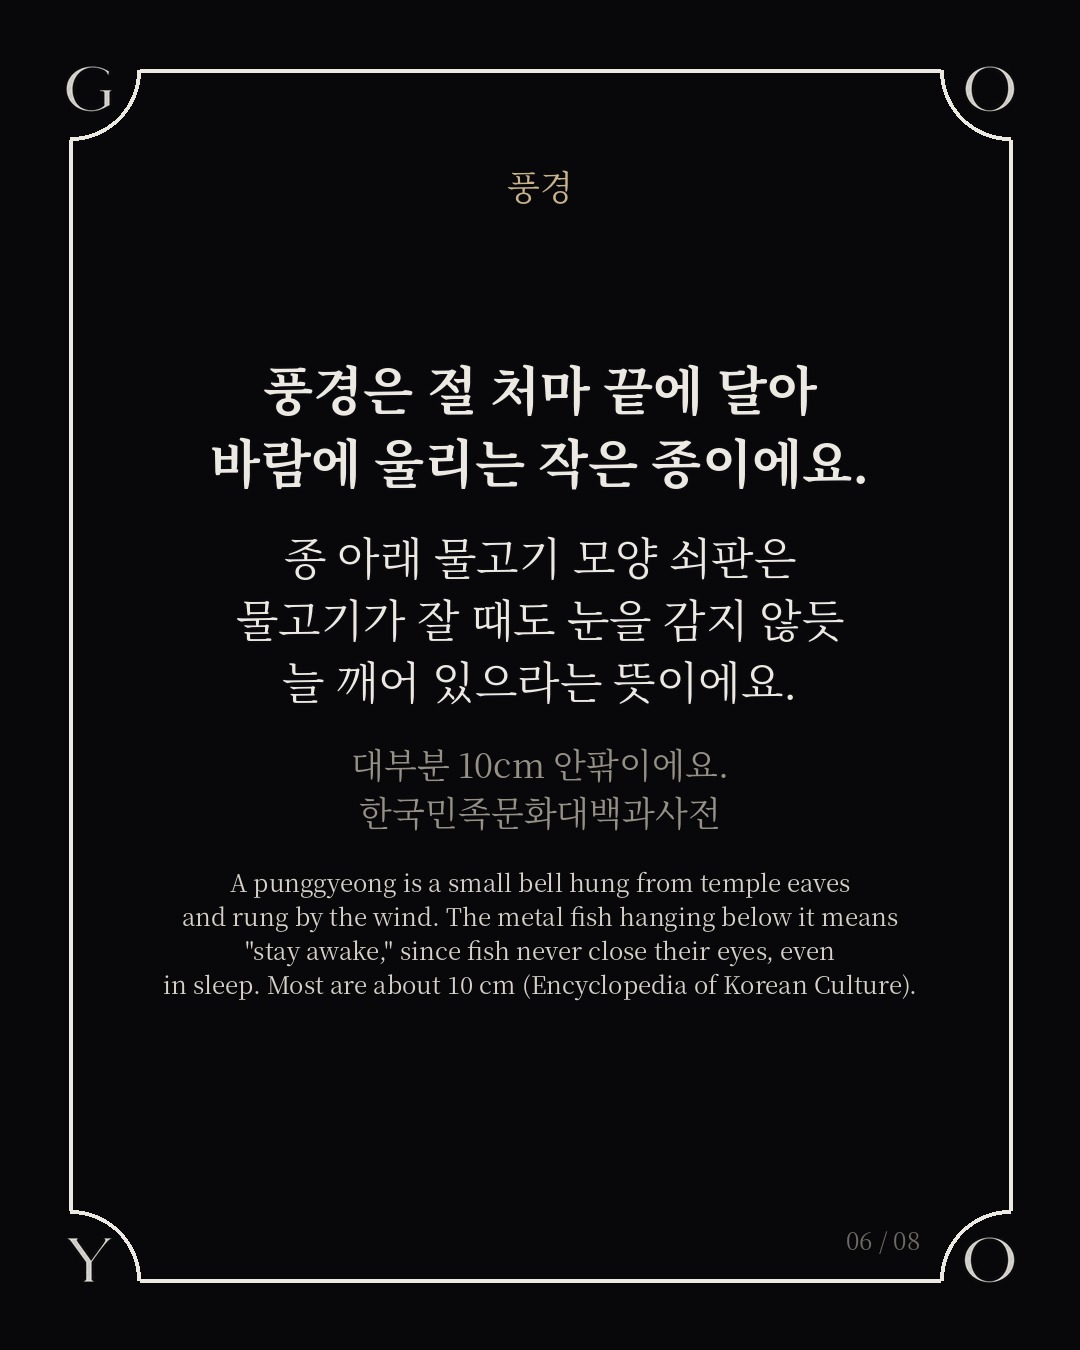 G O
풍경
풍경은 절 처마 끝에 달아
바람에 울리는 작은 종이에요.
종 아래 물고기 모양 쇠판은
물고기가 잘 때도 눈을 감지 않듯
늘 깨어 있으라는 뜻이에요.
대부분 10cm 안팎이에요.
한국민족문화대백과사전
A punggyeong is a small bell hung from temple eaves
and rung by the wind. The metal fish hanging below it means
"stay awake," since fish never close their eyes, even
in sleep. Most are about 10 cm (Encyclopedia of Korean Culture).
06 / 08
Y O